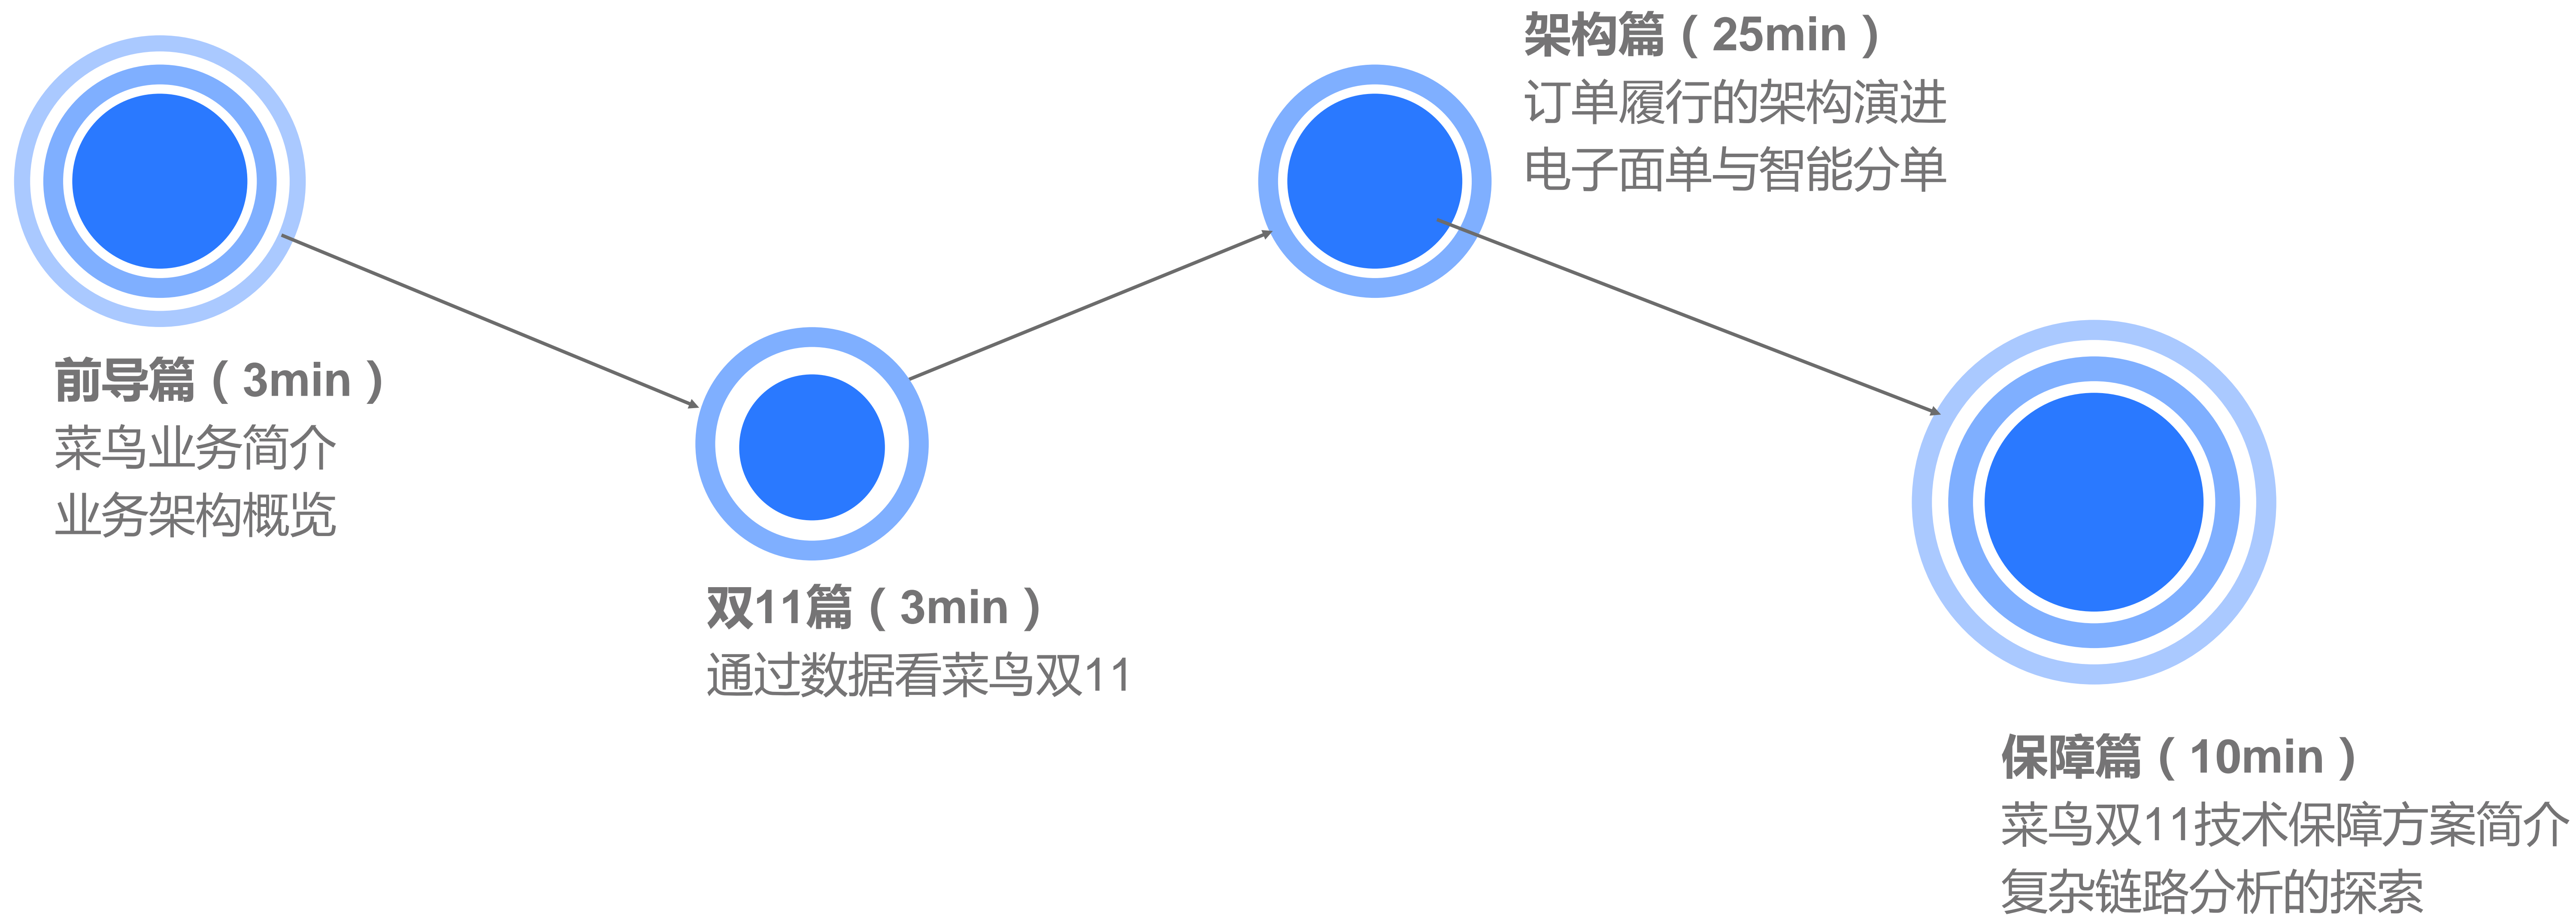 前导篇（3min）
菜鸟业务简介
业务架构概览
双11篇（3min）
通过数据看菜鸟双11
架构篇（25min）
订单履行的架构演进
电子面单与智能分单
保障篇（10min）
菜鸟双11技术保障方案简介
复杂链路分析的探索